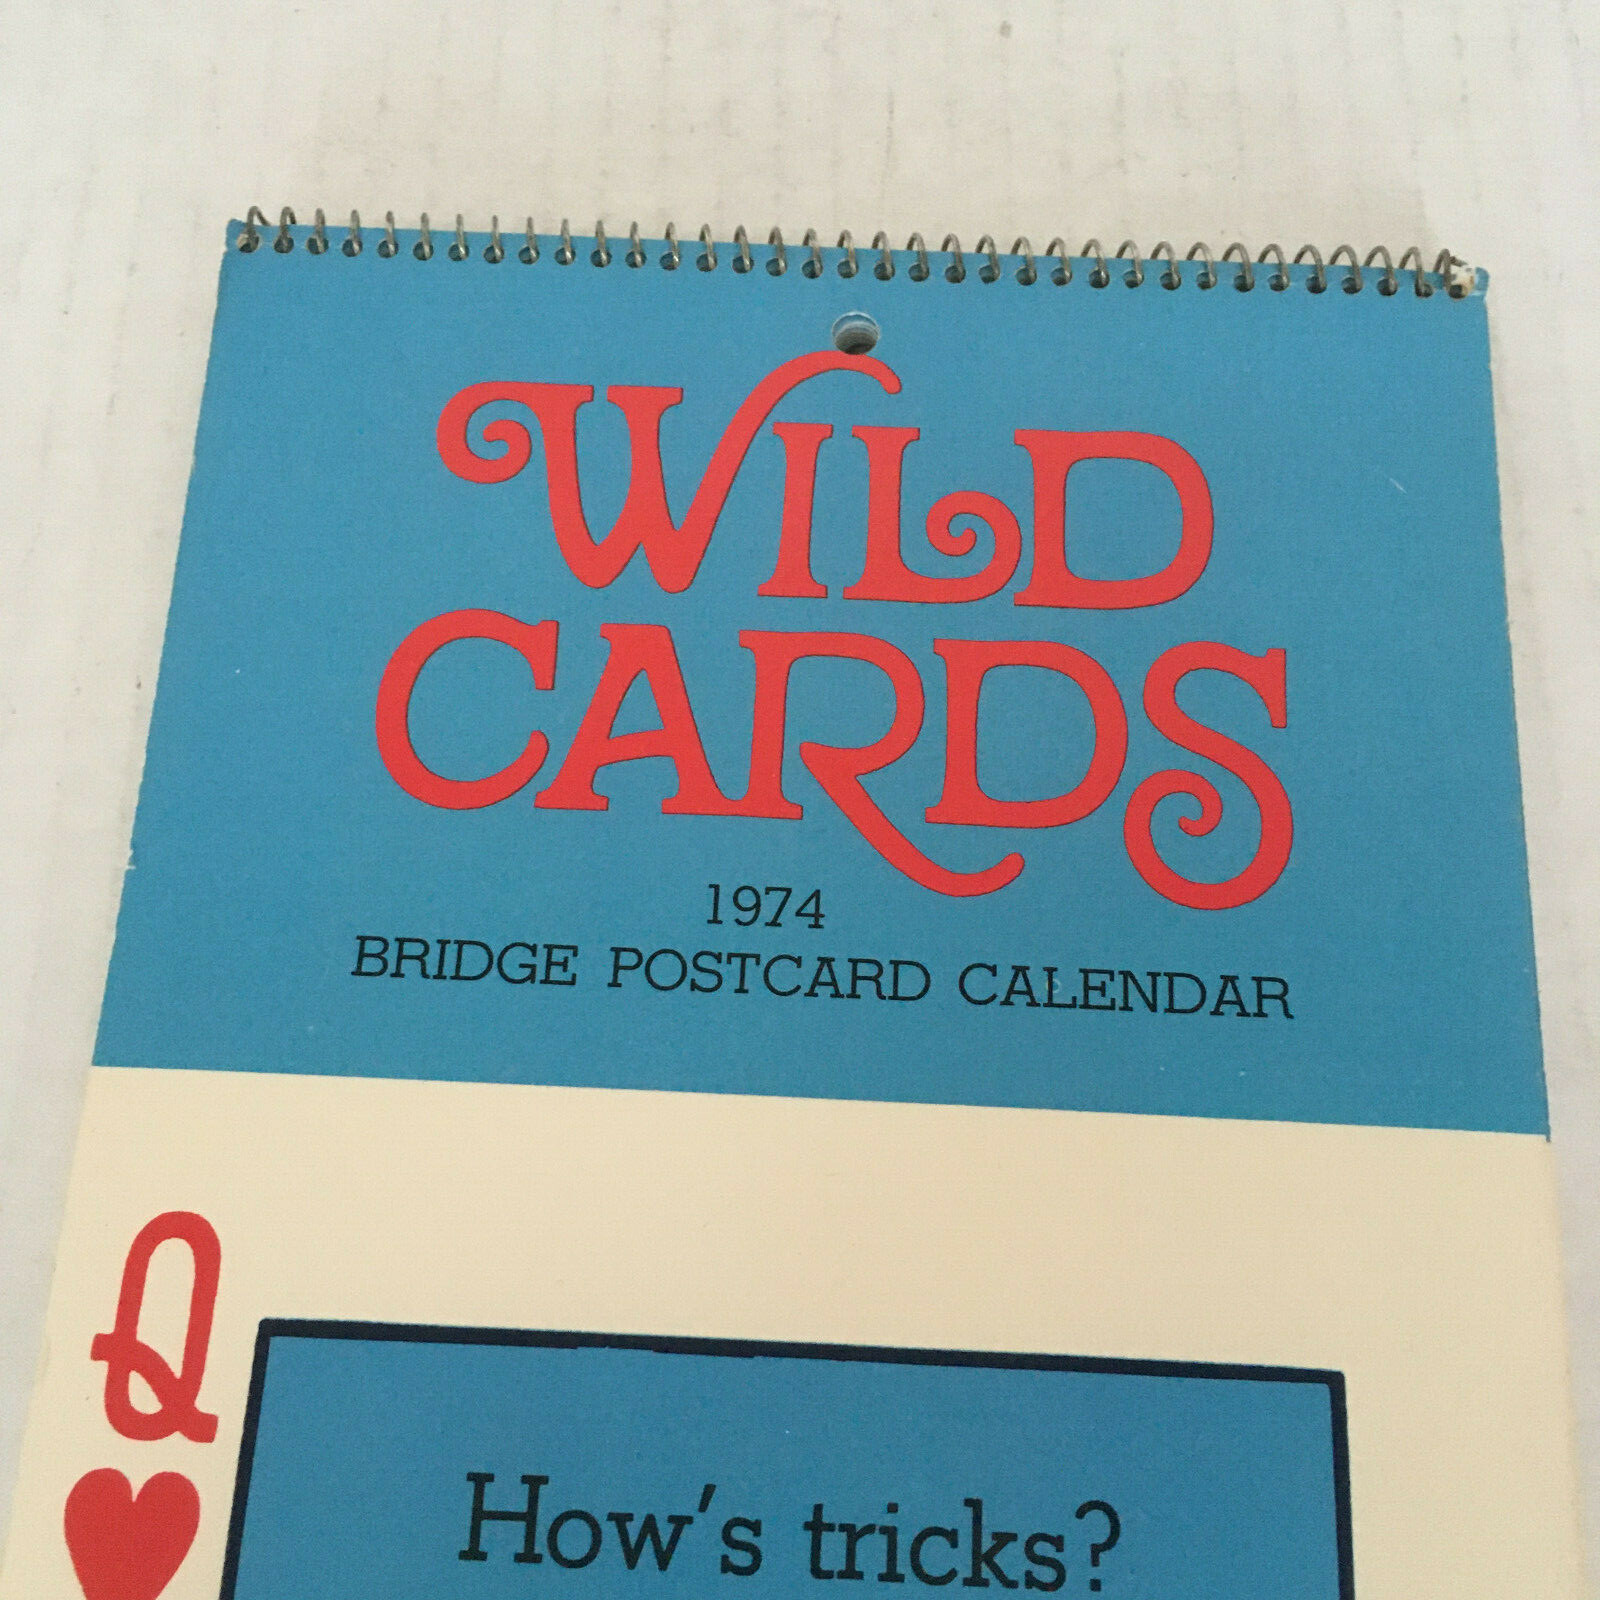 WILD
CARDS
1974
BRIDGE POSTCARD CALENDAR
Q
How's tricks?